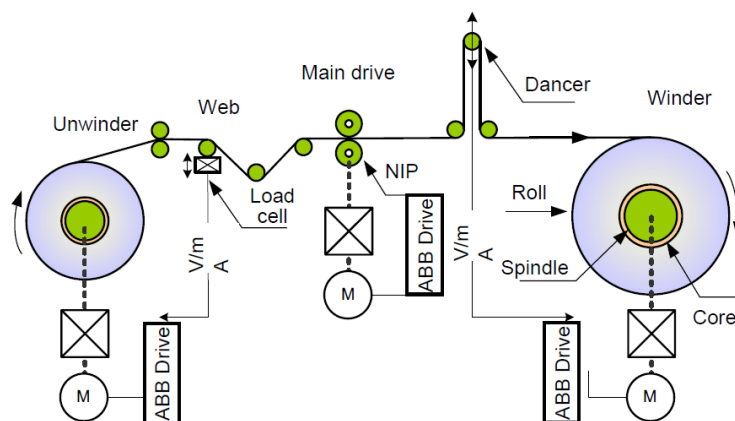 Main drive
Dancer
Winder
Web
Unwinder
NIP
Load
cell
Roll
V/m
A
V/m
A
Spindle
Core
ABB Drive
M
ABB Drive
ABB Drive
M
M